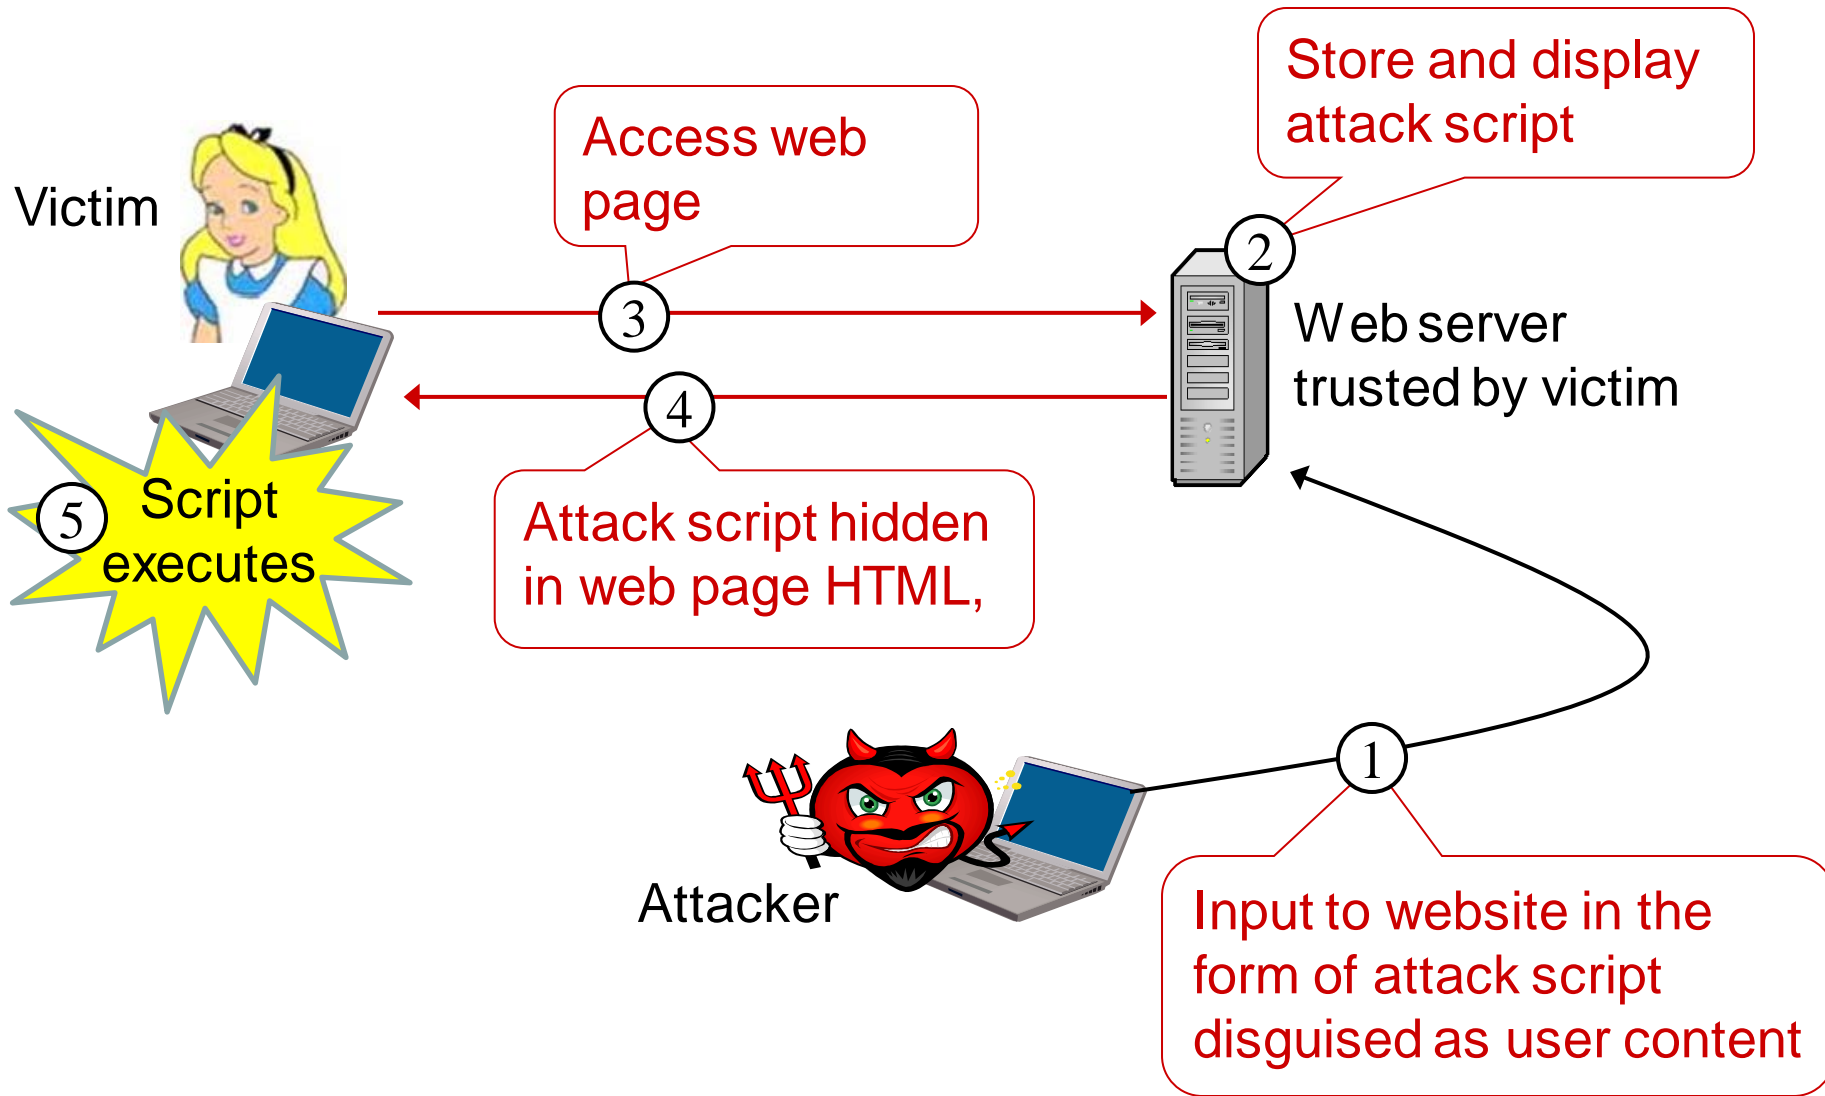 Store and display
attack script
Access web
page
Victim
2
3
Web server
trusted by victim
4
Script
executes
5
Attack script hidden
in web page HTML,
1
Attacker
Input to website in the
form of attack script
disguised as user content